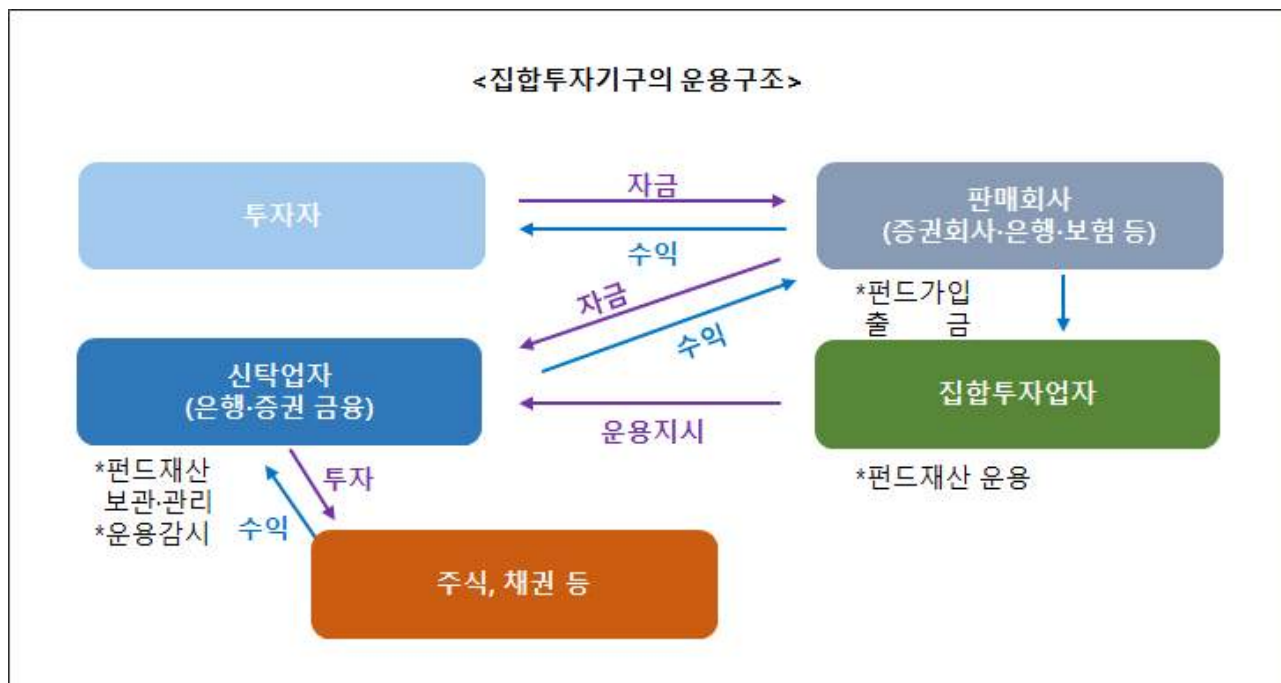 <집합투자기구의 운용구조>
투자자
자금
수익
판매회사
(증권회사·은행·보험 등)
*펀드가입
출 금
자금
수익
신탁업자
(은행·증권 금융)
운용지시
집합투자업자
*펀드재산
보관·관리
*운용감시
투자
수익
*펀드재산 운용
주식, 채권 등